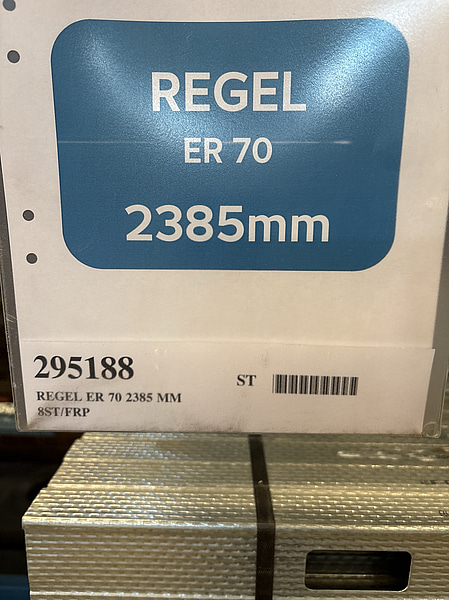 REGEL
ER 70
2385mm
295188
ST
REGEL ER 70 2385 MM
8ST/FRP